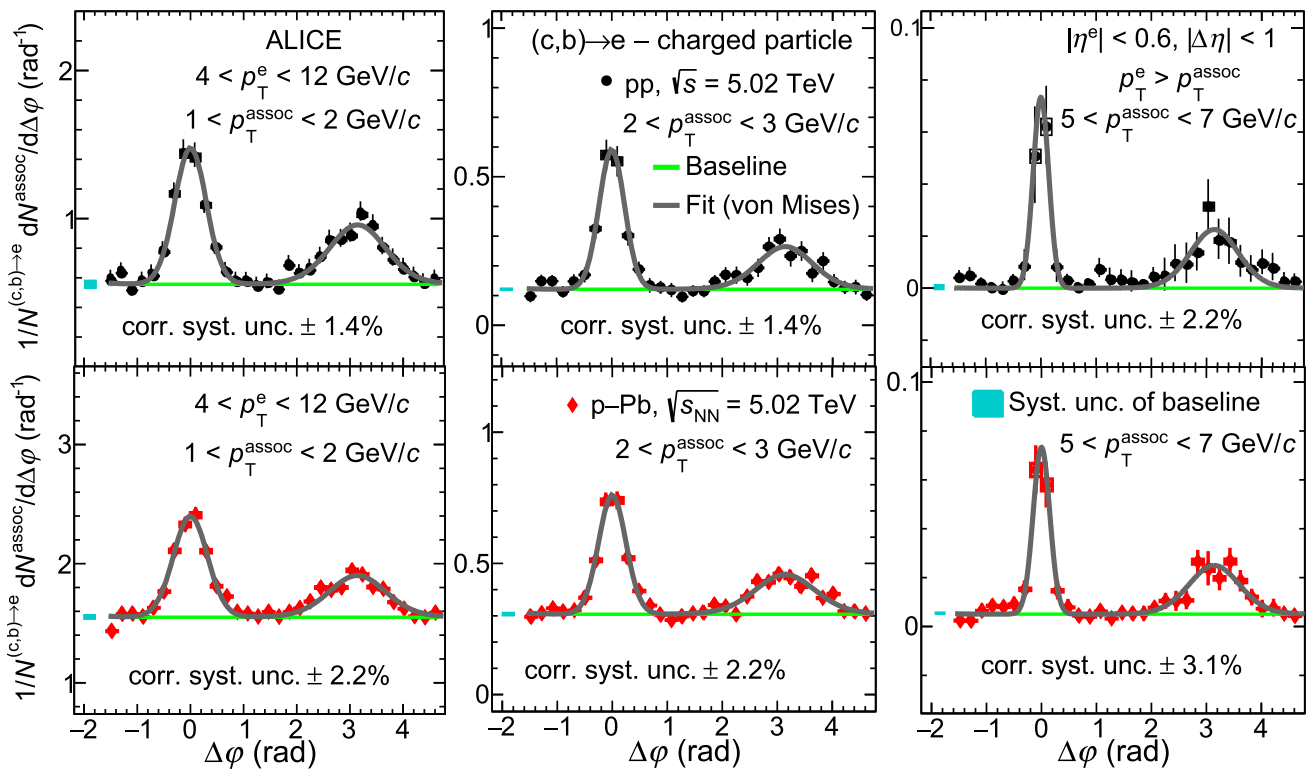 1/N^{(c,b)→e} dN^{assoc}/dΔφ (rad^{-1})
2
1
ALICE
4 < p_T^e < 12 GeV/c
1 < p_T^{assoc} < 2 GeV/c
corr. syst. unc. ± 1.4%
1
0.5
0
(c,b)→e – charged particle
pp, √s = 5.02 TeV
2 < p_T^{assoc} < 3 GeV/c
Baseline
Fit (von Mises)
corr. syst. unc. ± 1.4%
0.1
0
|η^e| < 0.6, |Δη| < 1
p_T^e > p_T^{assoc}
5 < p_T^{assoc} < 7 GeV/c
corr. syst. unc. ± 2.2%
1/N^{(c,b)→e} dN^{assoc}/dΔφ (rad^{-1})
3
2
1
4 < p_T^e < 12 GeV/c
1 < p_T^{assoc} < 2 GeV/c
corr. syst. unc. ± 2.2%
−2 −1 0 1 2 3 4
Δφ (rad)
1
0.5
0
p–Pb, √s_{NN} = 5.02 TeV
2 < p_T^{assoc} < 3 GeV/c
corr. syst. unc. ± 2.2%
−2 −1 0 1 2 3 4
Δφ (rad)
0.1
0
Syst. unc. of baseline
5 < p_T^{assoc} < 7 GeV/c
corr. syst. unc. ± 3.1%
−2 −1 0 1 2 3 4
Δφ (rad)